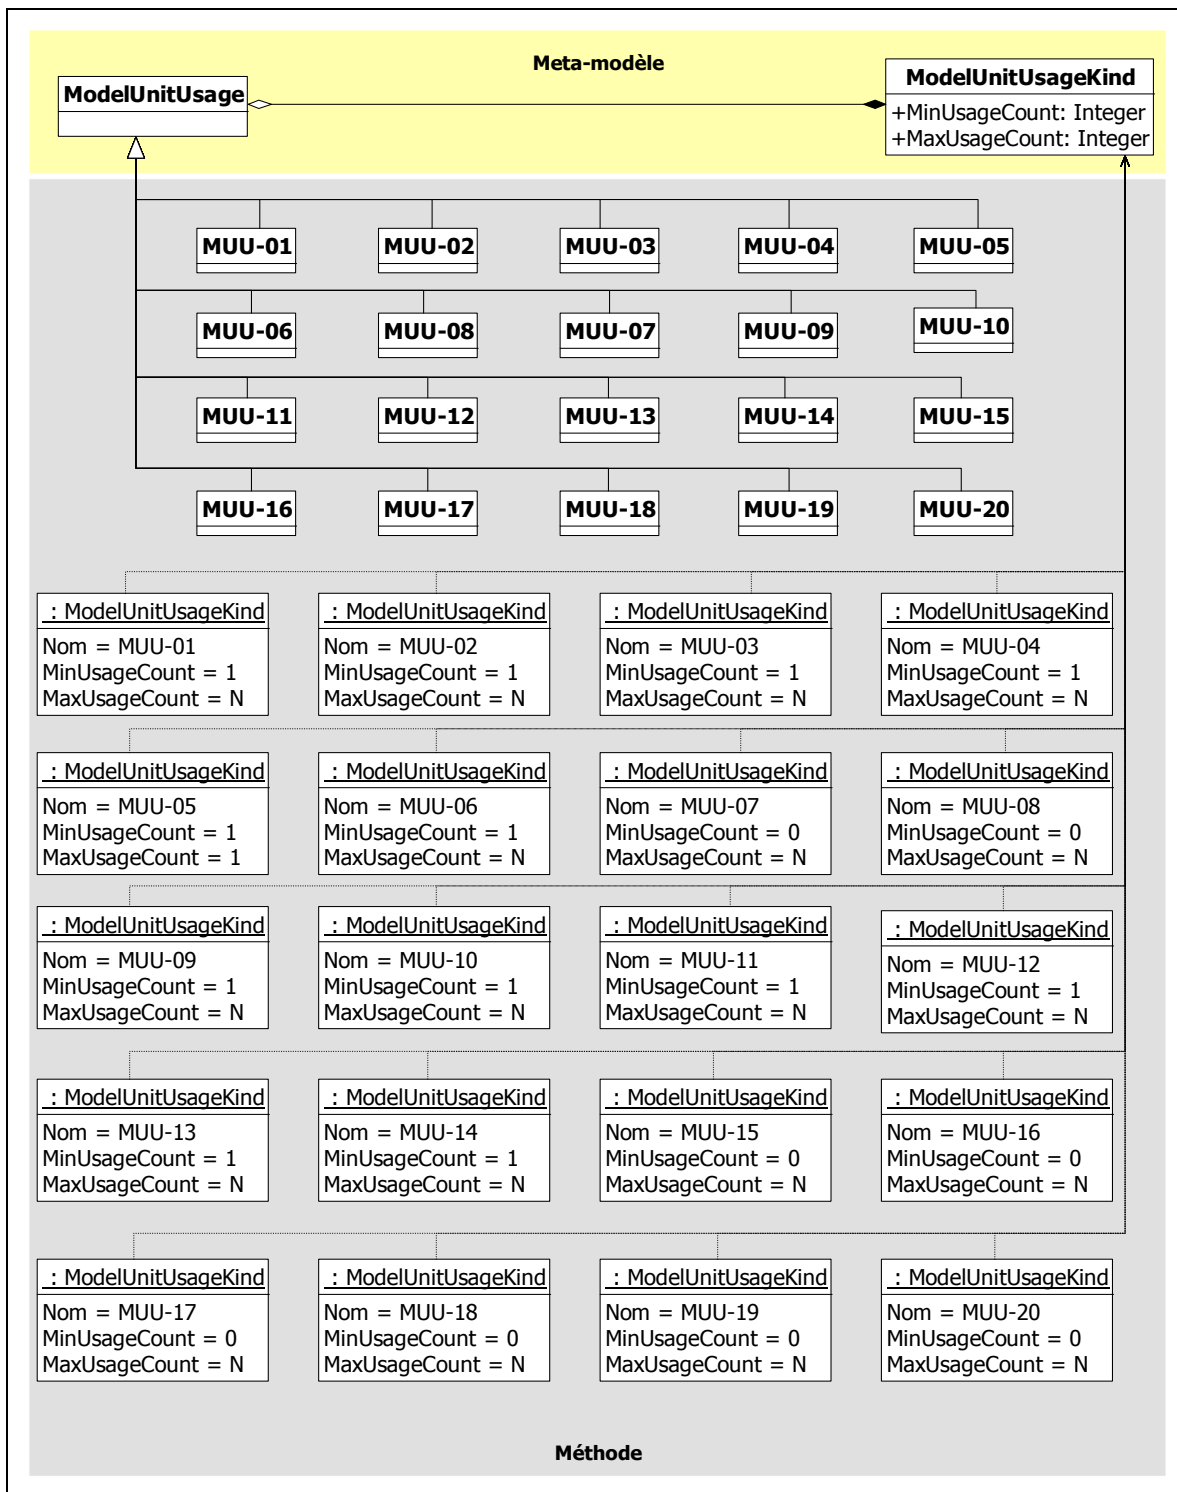 Meta-modèle
ModelUnitUsage
ModelUnitUsageKind
+MinUsageCount: Integer
+MaxUsageCount: Integer
MUU-01 MUU-02 MUU-03 MUU-04 MUU-05
MUU-06 MUU-08 MUU-07 MUU-09 MUU-10
MUU-11 MUU-12 MUU-13 MUU-14 MUU-15
MUU-16 MUU-17 MUU-18 MUU-19 MUU-20
: ModelUnitUsageKind
Nom = MUU-01
MinUsageCount = 1
MaxUsageCount = N
: ModelUnitUsageKind
Nom = MUU-02
MinUsageCount = 1
MaxUsageCount = N
: ModelUnitUsageKind
Nom = MUU-03
MinUsageCount = 1
MaxUsageCount = N
: ModelUnitUsageKind
Nom = MUU-04
MinUsageCount = 1
MaxUsageCount = N
: ModelUnitUsageKind
Nom = MUU-05
MinUsageCount = 1
MaxUsageCount = 1
: ModelUnitUsageKind
Nom = MUU-06
MinUsageCount = 1
MaxUsageCount = N
: ModelUnitUsageKind
Nom = MUU-07
MinUsageCount = 0
MaxUsageCount = N
: ModelUnitUsageKind
Nom = MUU-08
MinUsageCount = 0
MaxUsageCount = N
: ModelUnitUsageKind
Nom = MUU-09
MinUsageCount = 1
MaxUsageCount = N
: ModelUnitUsageKind
Nom = MUU-10
MinUsageCount = 1
MaxUsageCount = N
: ModelUnitUsageKind
Nom = MUU-11
MinUsageCount = 1
MaxUsageCount = N
: ModelUnitUsageKind
Nom = MUU-12
MinUsageCount = 1
MaxUsageCount = N
: ModelUnitUsageKind
Nom = MUU-13
MinUsageCount = 1
MaxUsageCount = N
: ModelUnitUsageKind
Nom = MUU-14
MinUsageCount = 1
MaxUsageCount = N
: ModelUnitUsageKind
Nom = MUU-15
MinUsageCount = 0
MaxUsageCount = N
: ModelUnitUsageKind
Nom = MUU-16
MinUsageCount = 0
MaxUsageCount = N
: ModelUnitUsageKind
Nom = MUU-17
MinUsageCount = 0
MaxUsageCount = N
: ModelUnitUsageKind
Nom = MUU-18
MinUsageCount = 0
MaxUsageCount = N
: ModelUnitUsageKind
Nom = MUU-19
MinUsageCount = 0
MaxUsageCount = N
: ModelUnitUsageKind
Nom = MUU-20
MinUsageCount = 0
MaxUsageCount = N
Méthode